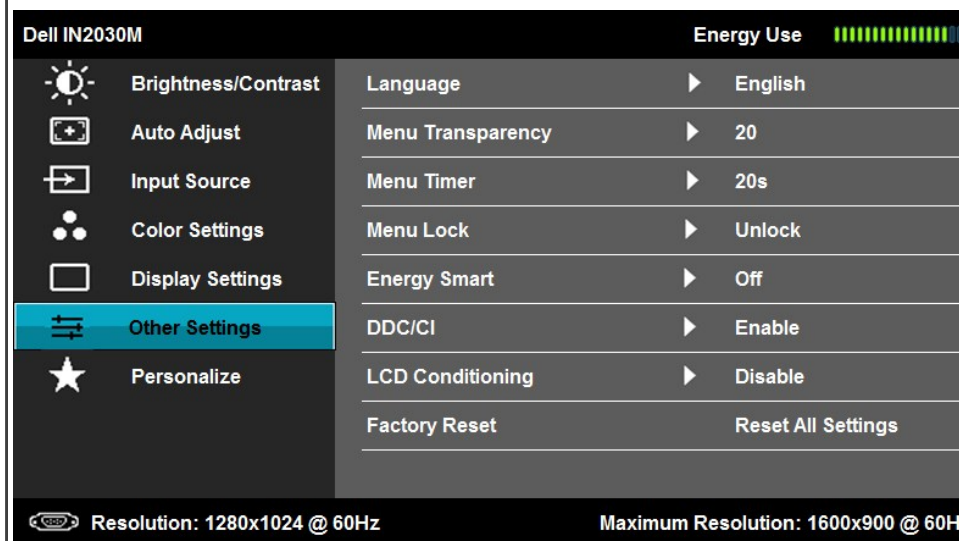 Dell IN2030M Energy Use
Brightness/Contrast
Auto Adjust
Input Source
Color Settings
Display Settings
Other Settings
Personalize
Language English
Menu Transparency 20
Menu Timer 20s
Menu Lock Unlock
Energy Smart Off
DDC/CI Enable
LCD Conditioning Disable
Factory Reset Reset All Settings
Resolution: 1280x1024 @ 60Hz Maximum Resolution: 1600x900 @ 60H